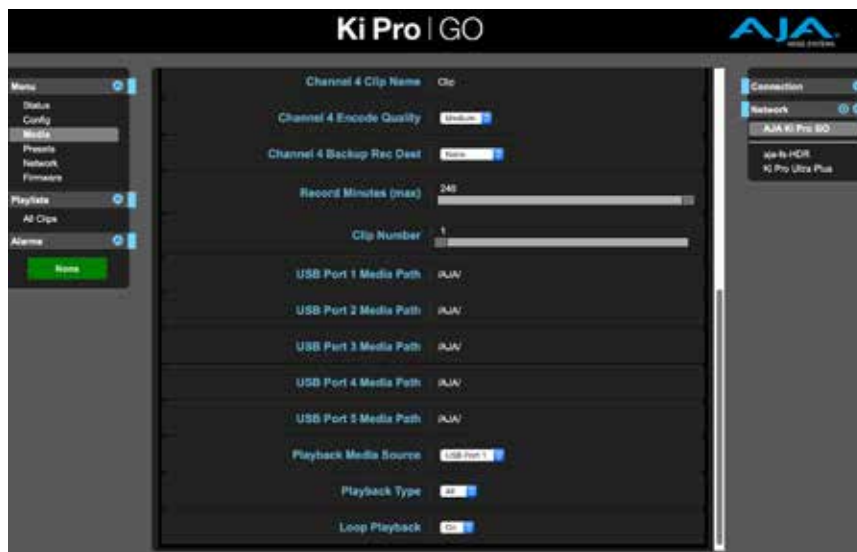 Ki Pro | GO
AJA
VIDEO SYSTEMS
Menu
Status
Config
Media
Presets
Network
Firmware
Playlists
All Clips
Alarms
None
Channel 4 Clip Name Clip
Channel 4 Encode Quality Medium
Channel 4 Backup Rec Dest None
Record Minutes (max) 240
Clip Number 1
USB Port 1 Media Path /AJA/
USB Port 2 Media Path /AJA/
USB Port 3 Media Path /AJA/
USB Port 4 Media Path /AJA/
USB Port 5 Media Path /AJA/
Playback Media Source USB Port 1
Playback Type All
Loop Playback On
Connection
Network
AJA Ki Pro GO
aja-fs-HDR
Ki Pro Ultra Plus